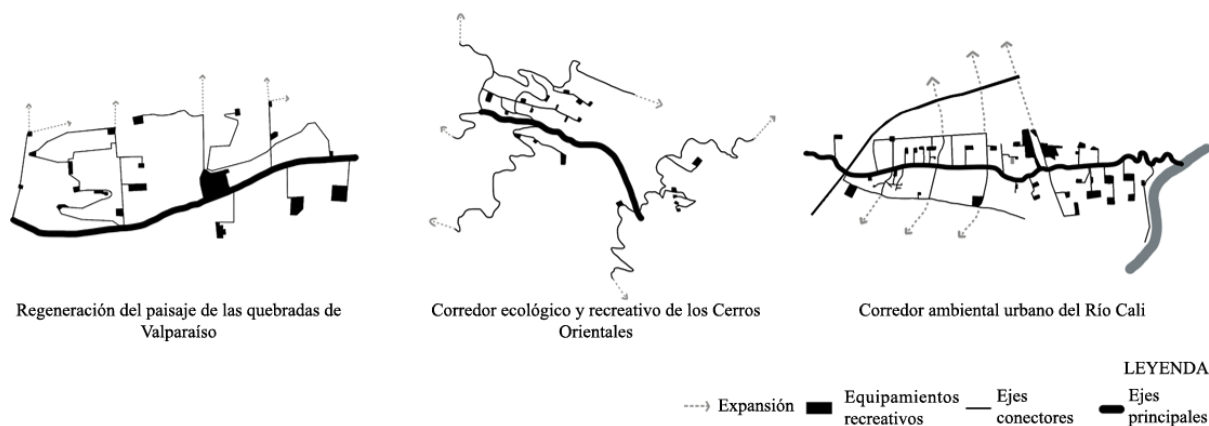 Regeneración del paisaje de las quebradas de
Valparaíso
Corredor ecológico y recreativo de los Cerros
Orientales
Corredor ambiental urbano del Río Cali
LEYENDA
Expansión
Equipamientos
recreativos
Ejes
conectores
Ejes
principales